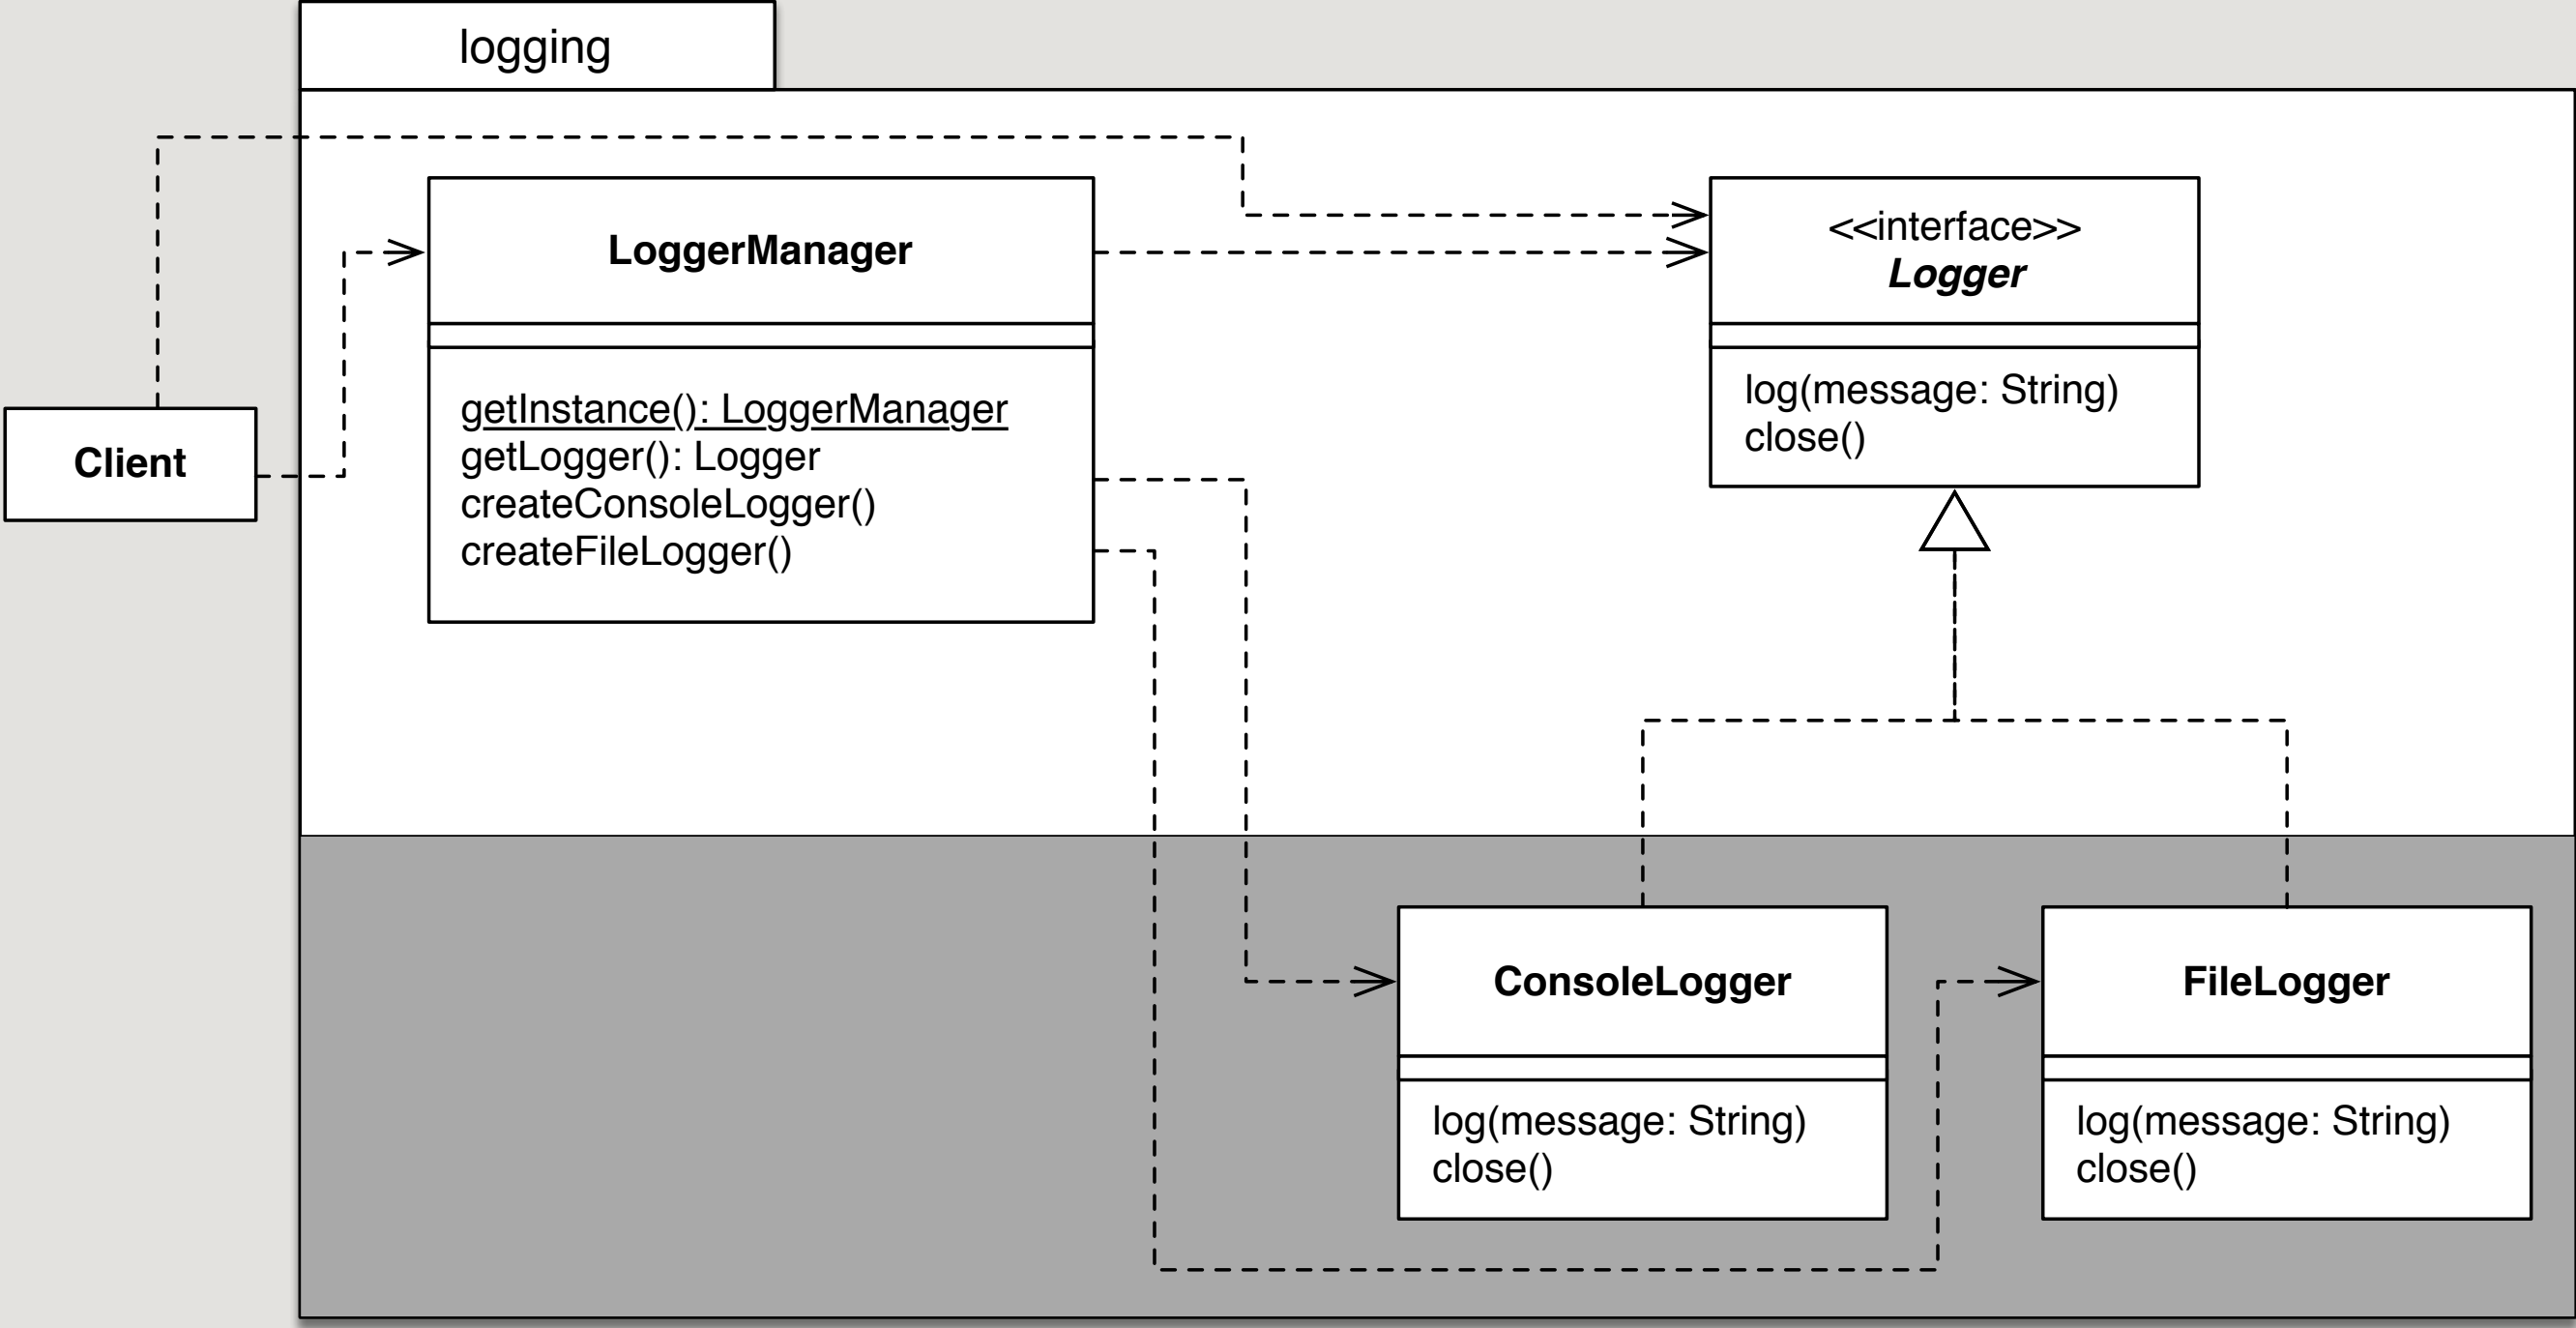 logging
LoggerManager
getInstance(): LoggerManager
getLogger(): Logger
createConsoleLogger()
createFileLogger()
<<interface>>
Logger
log(message: String)
close()
Client
ConsoleLogger
log(message: String)
close()
FileLogger
log(message: String)
close()